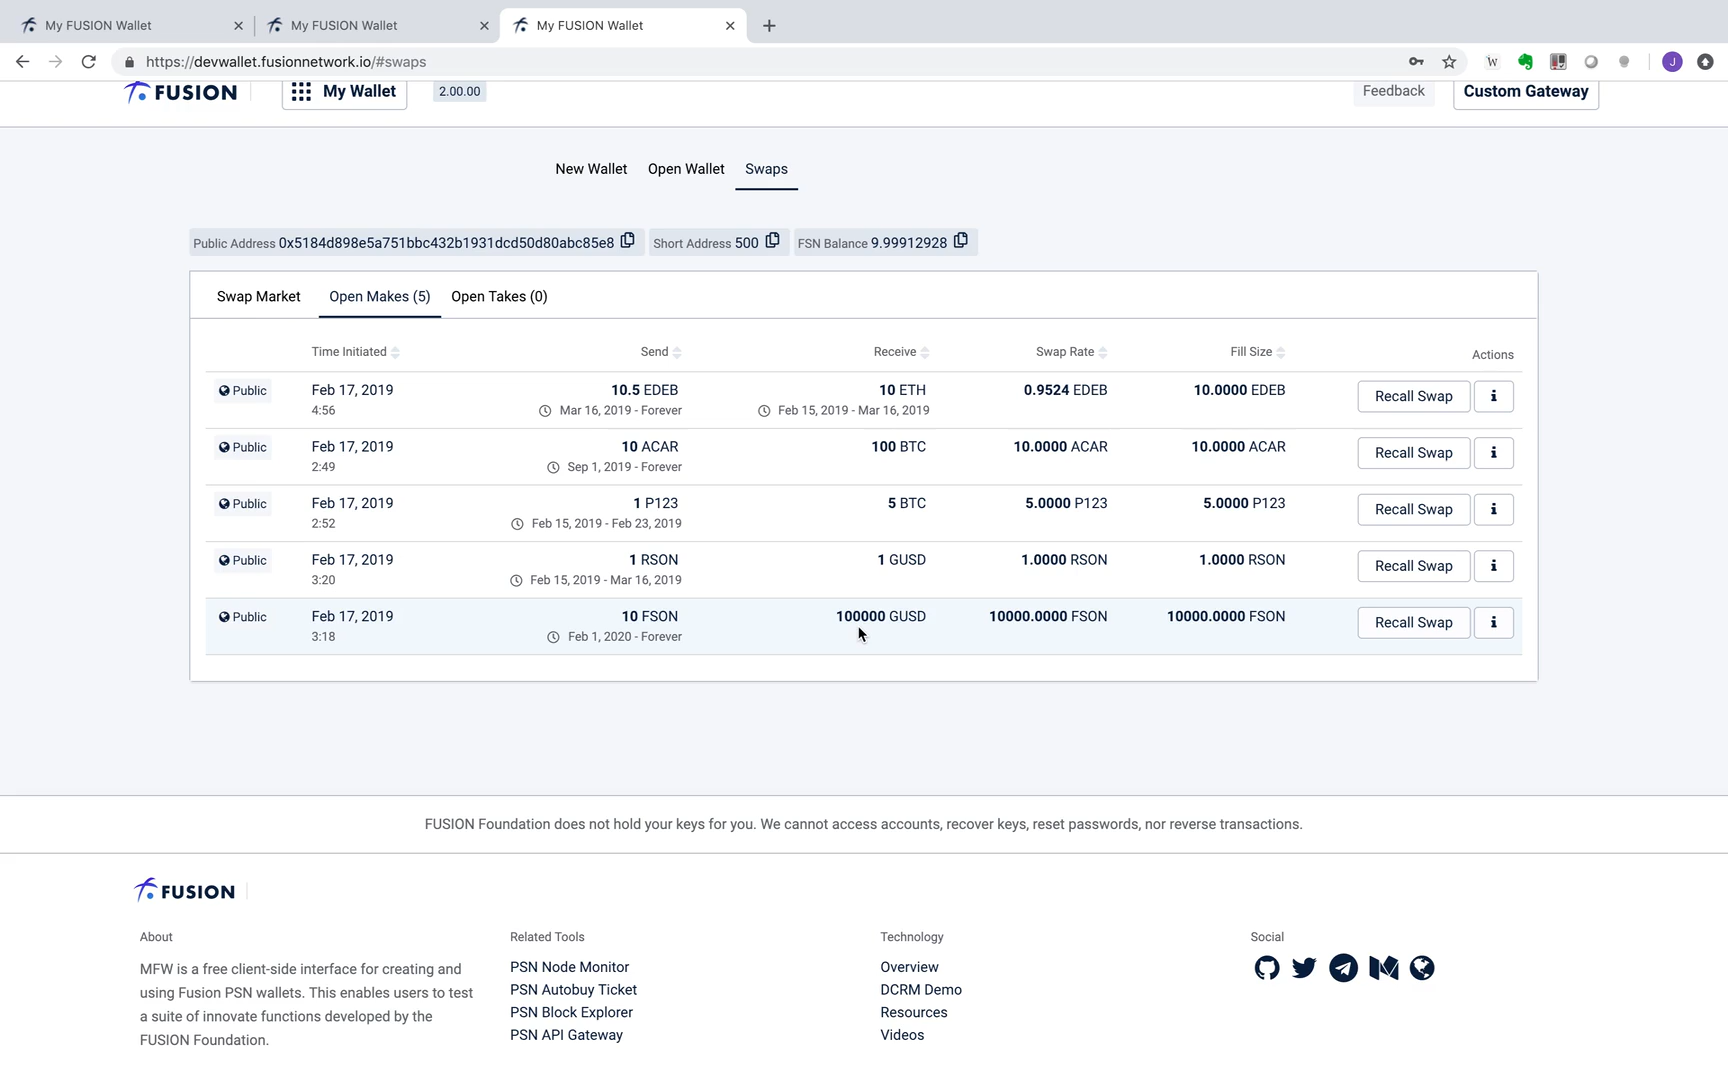 My FUSION Wallet My FUSION Wallet My FUSION Wallet
https://devwallet.fusionnetwork.io/#swaps W J
FUSION My Wallet 2.00.00 Feedback Custom Gateway
New Wallet Open Wallet Swaps
Public Address 0x5184d898e5a751bbc432b1931dcd50d80abc85e8 Short Address 500 FSN Balance 9.99912928
Swap Market Open Makes (5) Open Takes (0)
Time Initiated Send Receive Swap Rate Fill Size Actions
Public Feb 17, 2019 10.5 EDEB 10 ETH 0.9524 EDEB 10.0000 EDEB Recall Swap i
4:56 Mar 16, 2019 - Forever Feb 15, 2019 - Mar 16, 2019
Public Feb 17, 2019 10 ACAR 100 BTC 10.0000 ACAR 10.0000 ACAR Recall Swap i
2:49 Sep 1, 2019 - Forever
Public Feb 17, 2019 1 P123 5 BTC 5.0000 P123 5.0000 P123 Recall Swap i
2:52 Feb 15, 2019 - Feb 23, 2019
Public Feb 17, 2019 1 RSON 1 GUSD 1.0000 RSON 1.0000 RSON Recall Swap i
3:20 Feb 15, 2019 - Mar 16, 2019
Public Feb 17, 2019 10 FSON 100000 GUSD 10000.0000 FSON 10000.0000 FSON Recall Swap i
3:18 Feb 1, 2020 - Forever
FUSION Foundation does not hold your keys for you. We cannot access accounts, recover keys, reset passwords, nor reverse transactions.
FUSION
About Related Tools Technology Social
MFW is a free client-side interface for creating and PSN Node Monitor Overview
using Fusion PSN wallets. This enables users to test PSN Autobuy Ticket DCRM Demo
a suite of innovate functions developed by the PSN Block Explorer Resources
FUSION Foundation. PSN API Gateway Videos